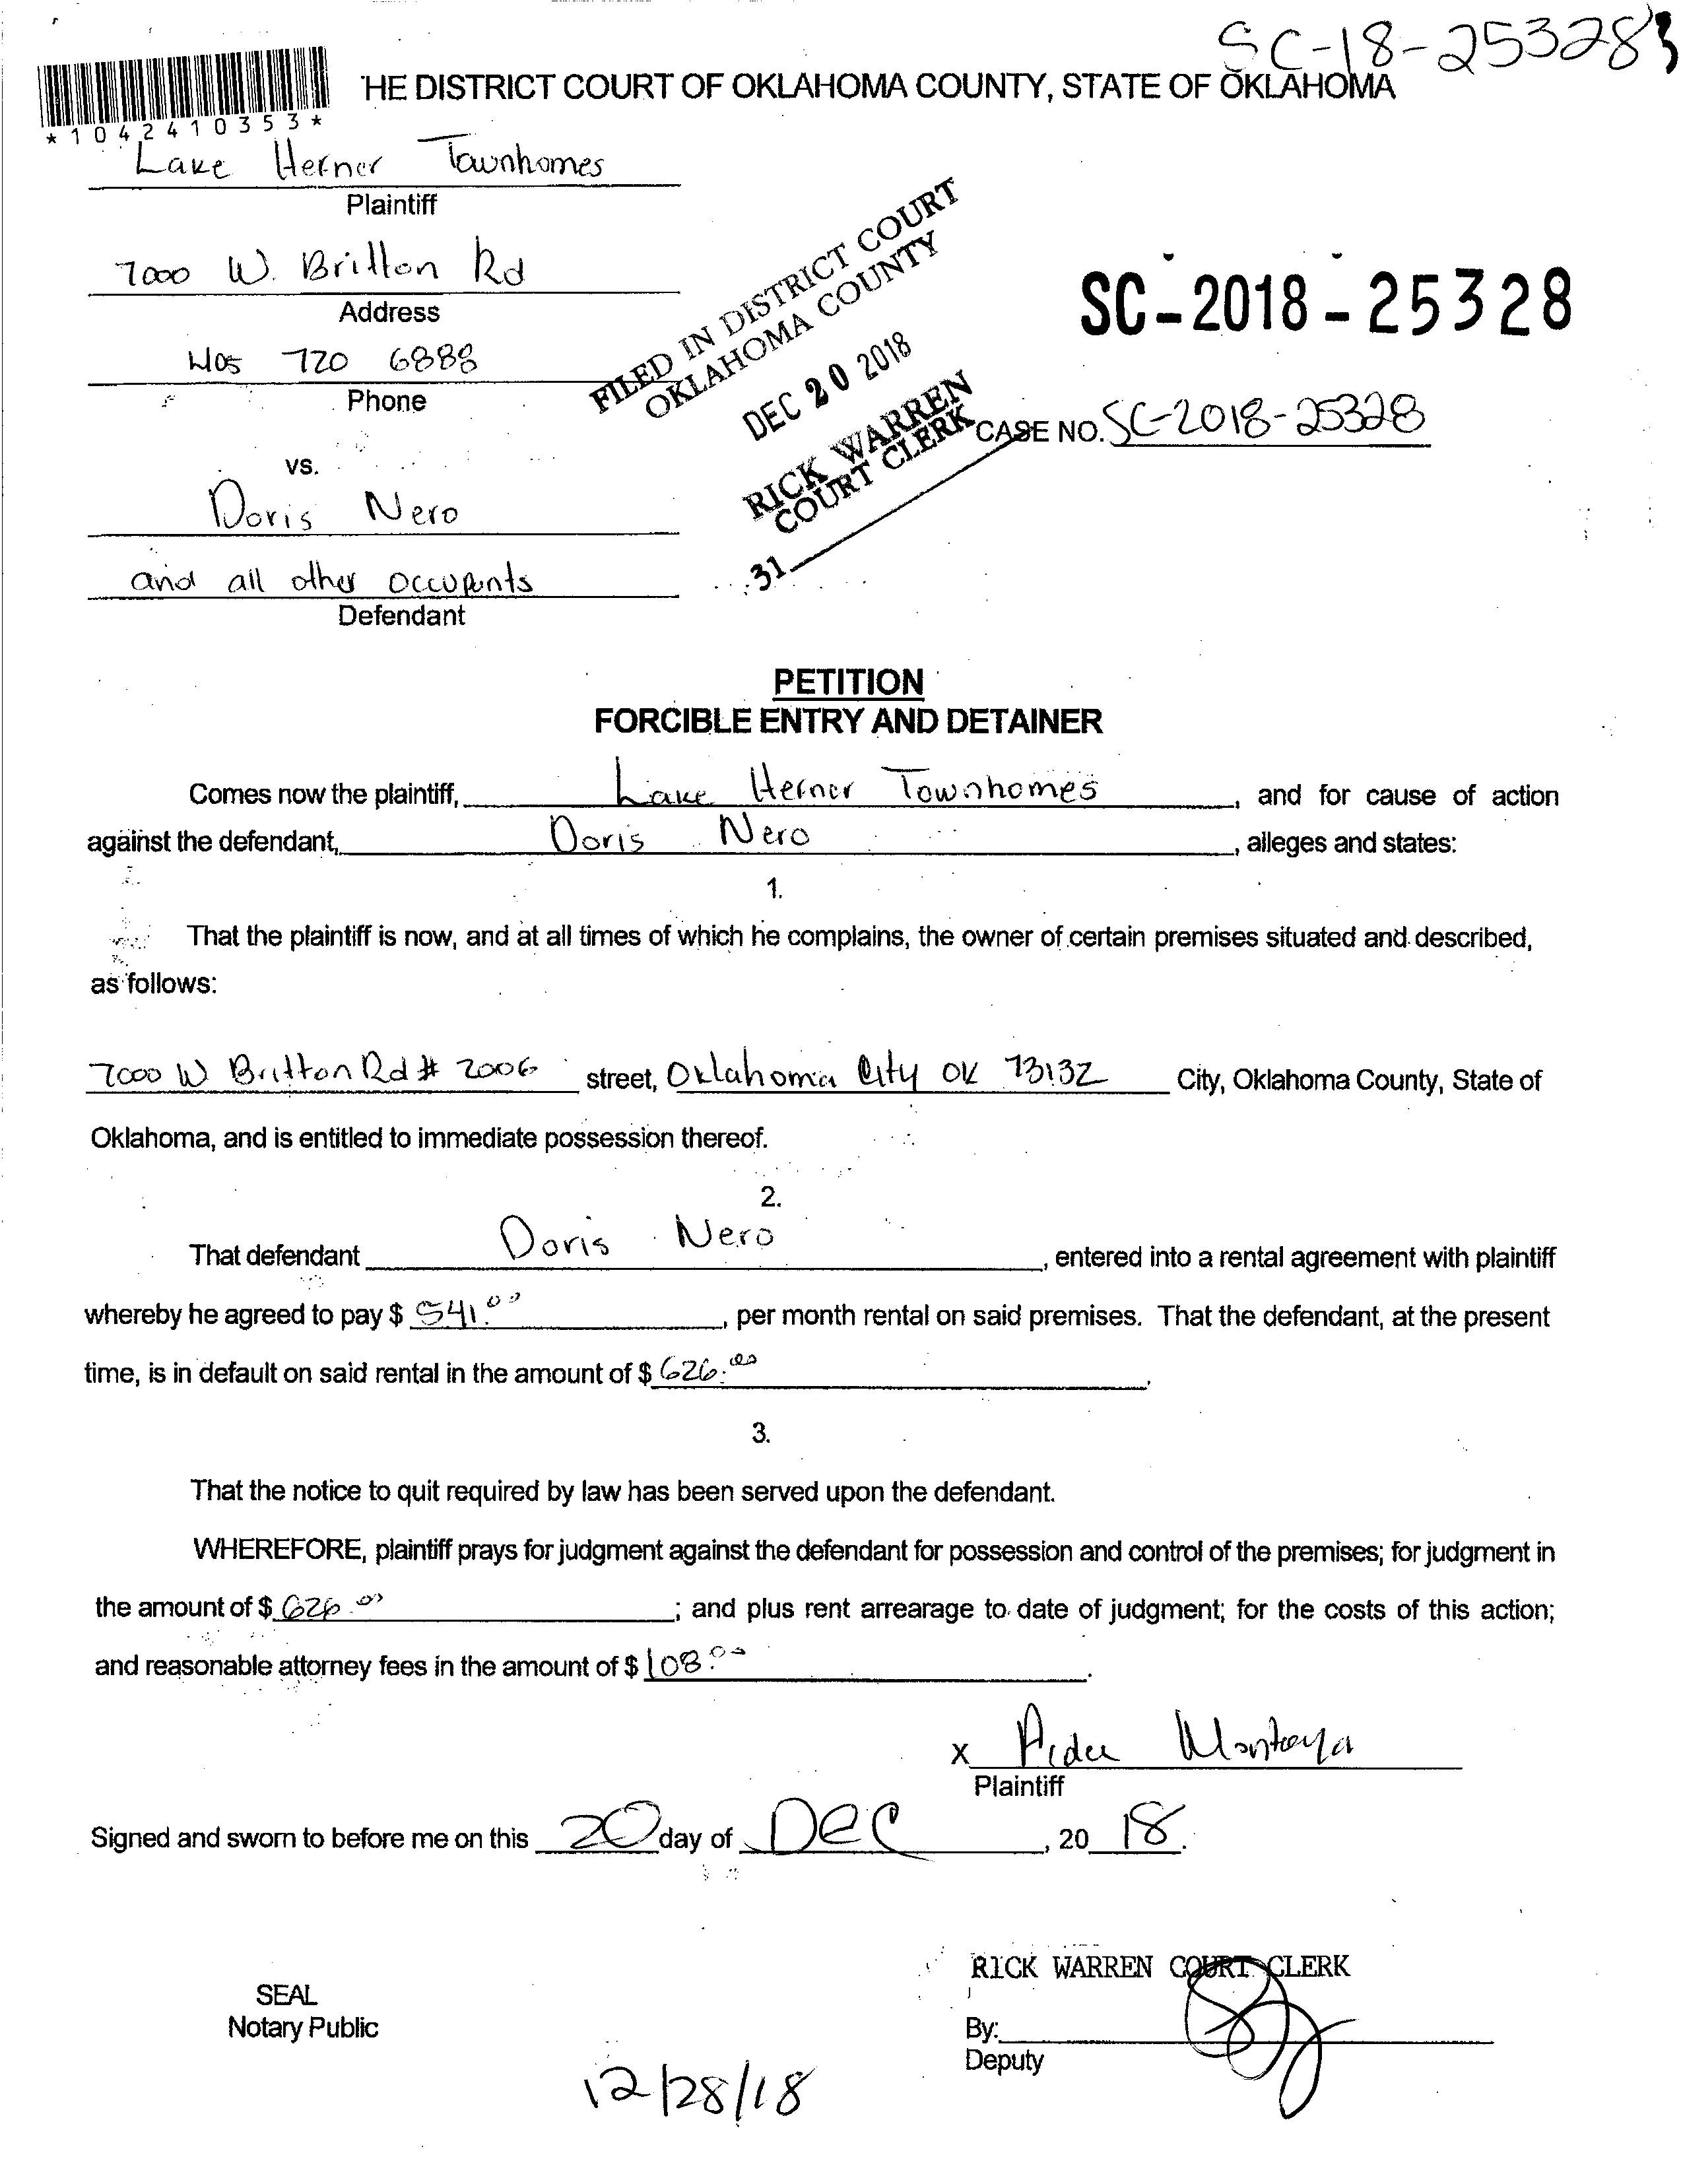 SC-18-25328
*1042410353*
HE DISTRICT COURT OF OKLAHOMA COUNTY, STATE OF OKLAHOMA
Lake Hefner Townhomes
Plaintiff
7000 W. Britton Rd
Address
405 720 6888
Phone
vs.
Doris Nero
and all other occupants
Defendant
FILED IN DISTRICT COURT
OKLAHOMA COUNTY
DEC 20 2018
RICK WARREN
COURT CLERK
31
SC-2018-25328
CASE NO. SC-2018-25328
PETITION
FORCIBLE ENTRY AND DETAINER
Comes now the plaintiff, Lake Hefner Townhomes, and for cause of action
against the defendant, Doris Nero, alleges and states:
1.
That the plaintiff is now, and at all times of which he complains, the owner of certain premises situated and described,
as follows:
7000 W Britton Rd # 2006 street, Oklahoma City OK 73132 City, Oklahoma County, State of
Oklahoma, and is entitled to immediate possession thereof.
2.
That defendant Doris Nero, entered into a rental agreement with plaintiff
whereby he agreed to pay $ 541.00, per month rental on said premises. That the defendant, at the present
time, is in default on said rental in the amount of $ 626.00.
3.
That the notice to quit required by law has been served upon the defendant.
WHEREFORE, plaintiff prays for judgment against the defendant for possession and control of the premises; for judgment in
the amount of $ 626.00; and plus rent arrearage to date of judgment; for the costs of this action;
and reasonable attorney fees in the amount of $ 108.00.
X Aidee Montoya
Plaintiff
Signed and sworn to before me on this 20 day of DEC, 20 18.
RICK WARREN COURT CLERK
SEAL
Notary Public
By:
Deputy
12/28/18